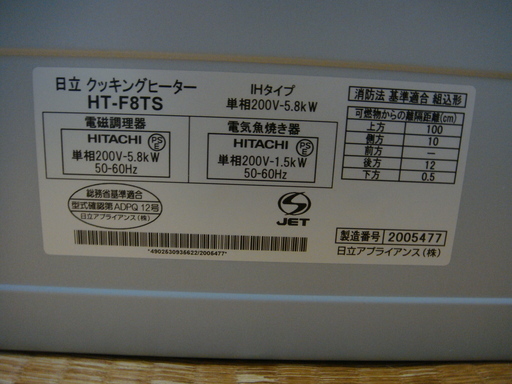 日立 クッキングヒーター
HT-F8TS
IHタイプ
単相200V-5.8kW
電磁調理器
HITACHI
PS
E
単相200V-5.8kW
50-60Hz
電気魚焼き器
HITACHI
PS
E
単相200V-1.5kW
50-60Hz
消防法 基準適合 組込形
可燃物からの離隔距離(cm)
上方 100
側方 10
前方 —
後方 12
下方 0.5
総務省基準適合
型式確認第ADPQ 12号
日立アプライアンス(株)
S
JET
*4902530935622/2005477*
製造番号 2005477
日立アプライアンス(株)